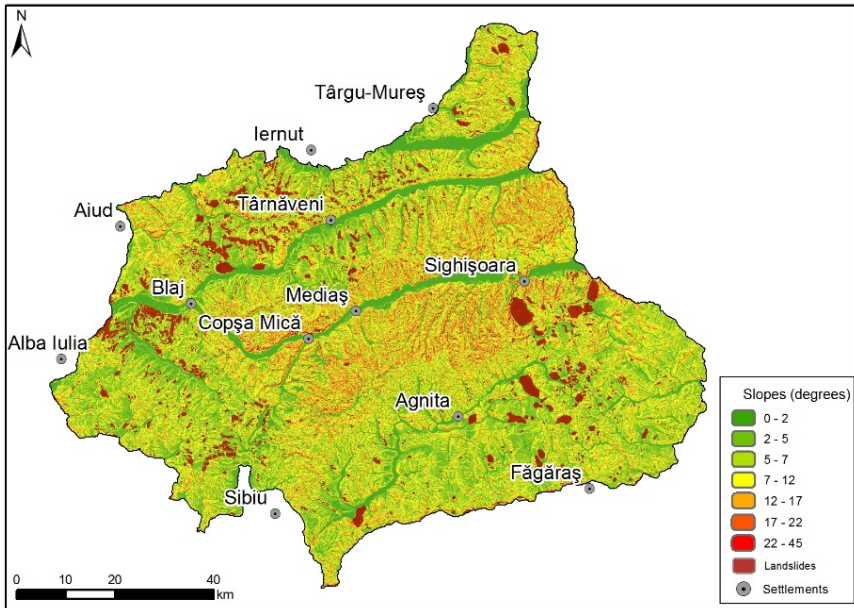 N
Târgu-Mureş
Iernut
Târnăveni
Aiud
Sighişoara
Blaj
Mediaş
Copşa Mică
Alba Iulia
Agnita
Făgăraş
Sibiu
Slopes (degrees)
0 - 2
2 - 5
5 - 7
7 - 12
12 - 17
17 - 22
22 - 45
Landslides
Settlements
0 10 20 40
km